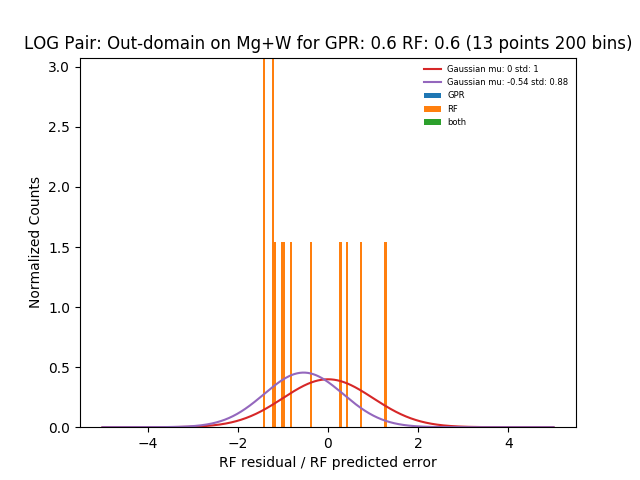 LOG Pair: Out-domain on Mg+W for GPR: 0.6 RF: 0.6 (13 points 200 bins)
Gaussian mu: 0 std: 1
Gaussian mu: -0.54 std: 0.88
GPR
RF
both
Normalized Counts
3.0
2.5
2.0
1.5
1.0
0.5
0.0
−4
−2
0
2
4
RF residual / RF predicted error